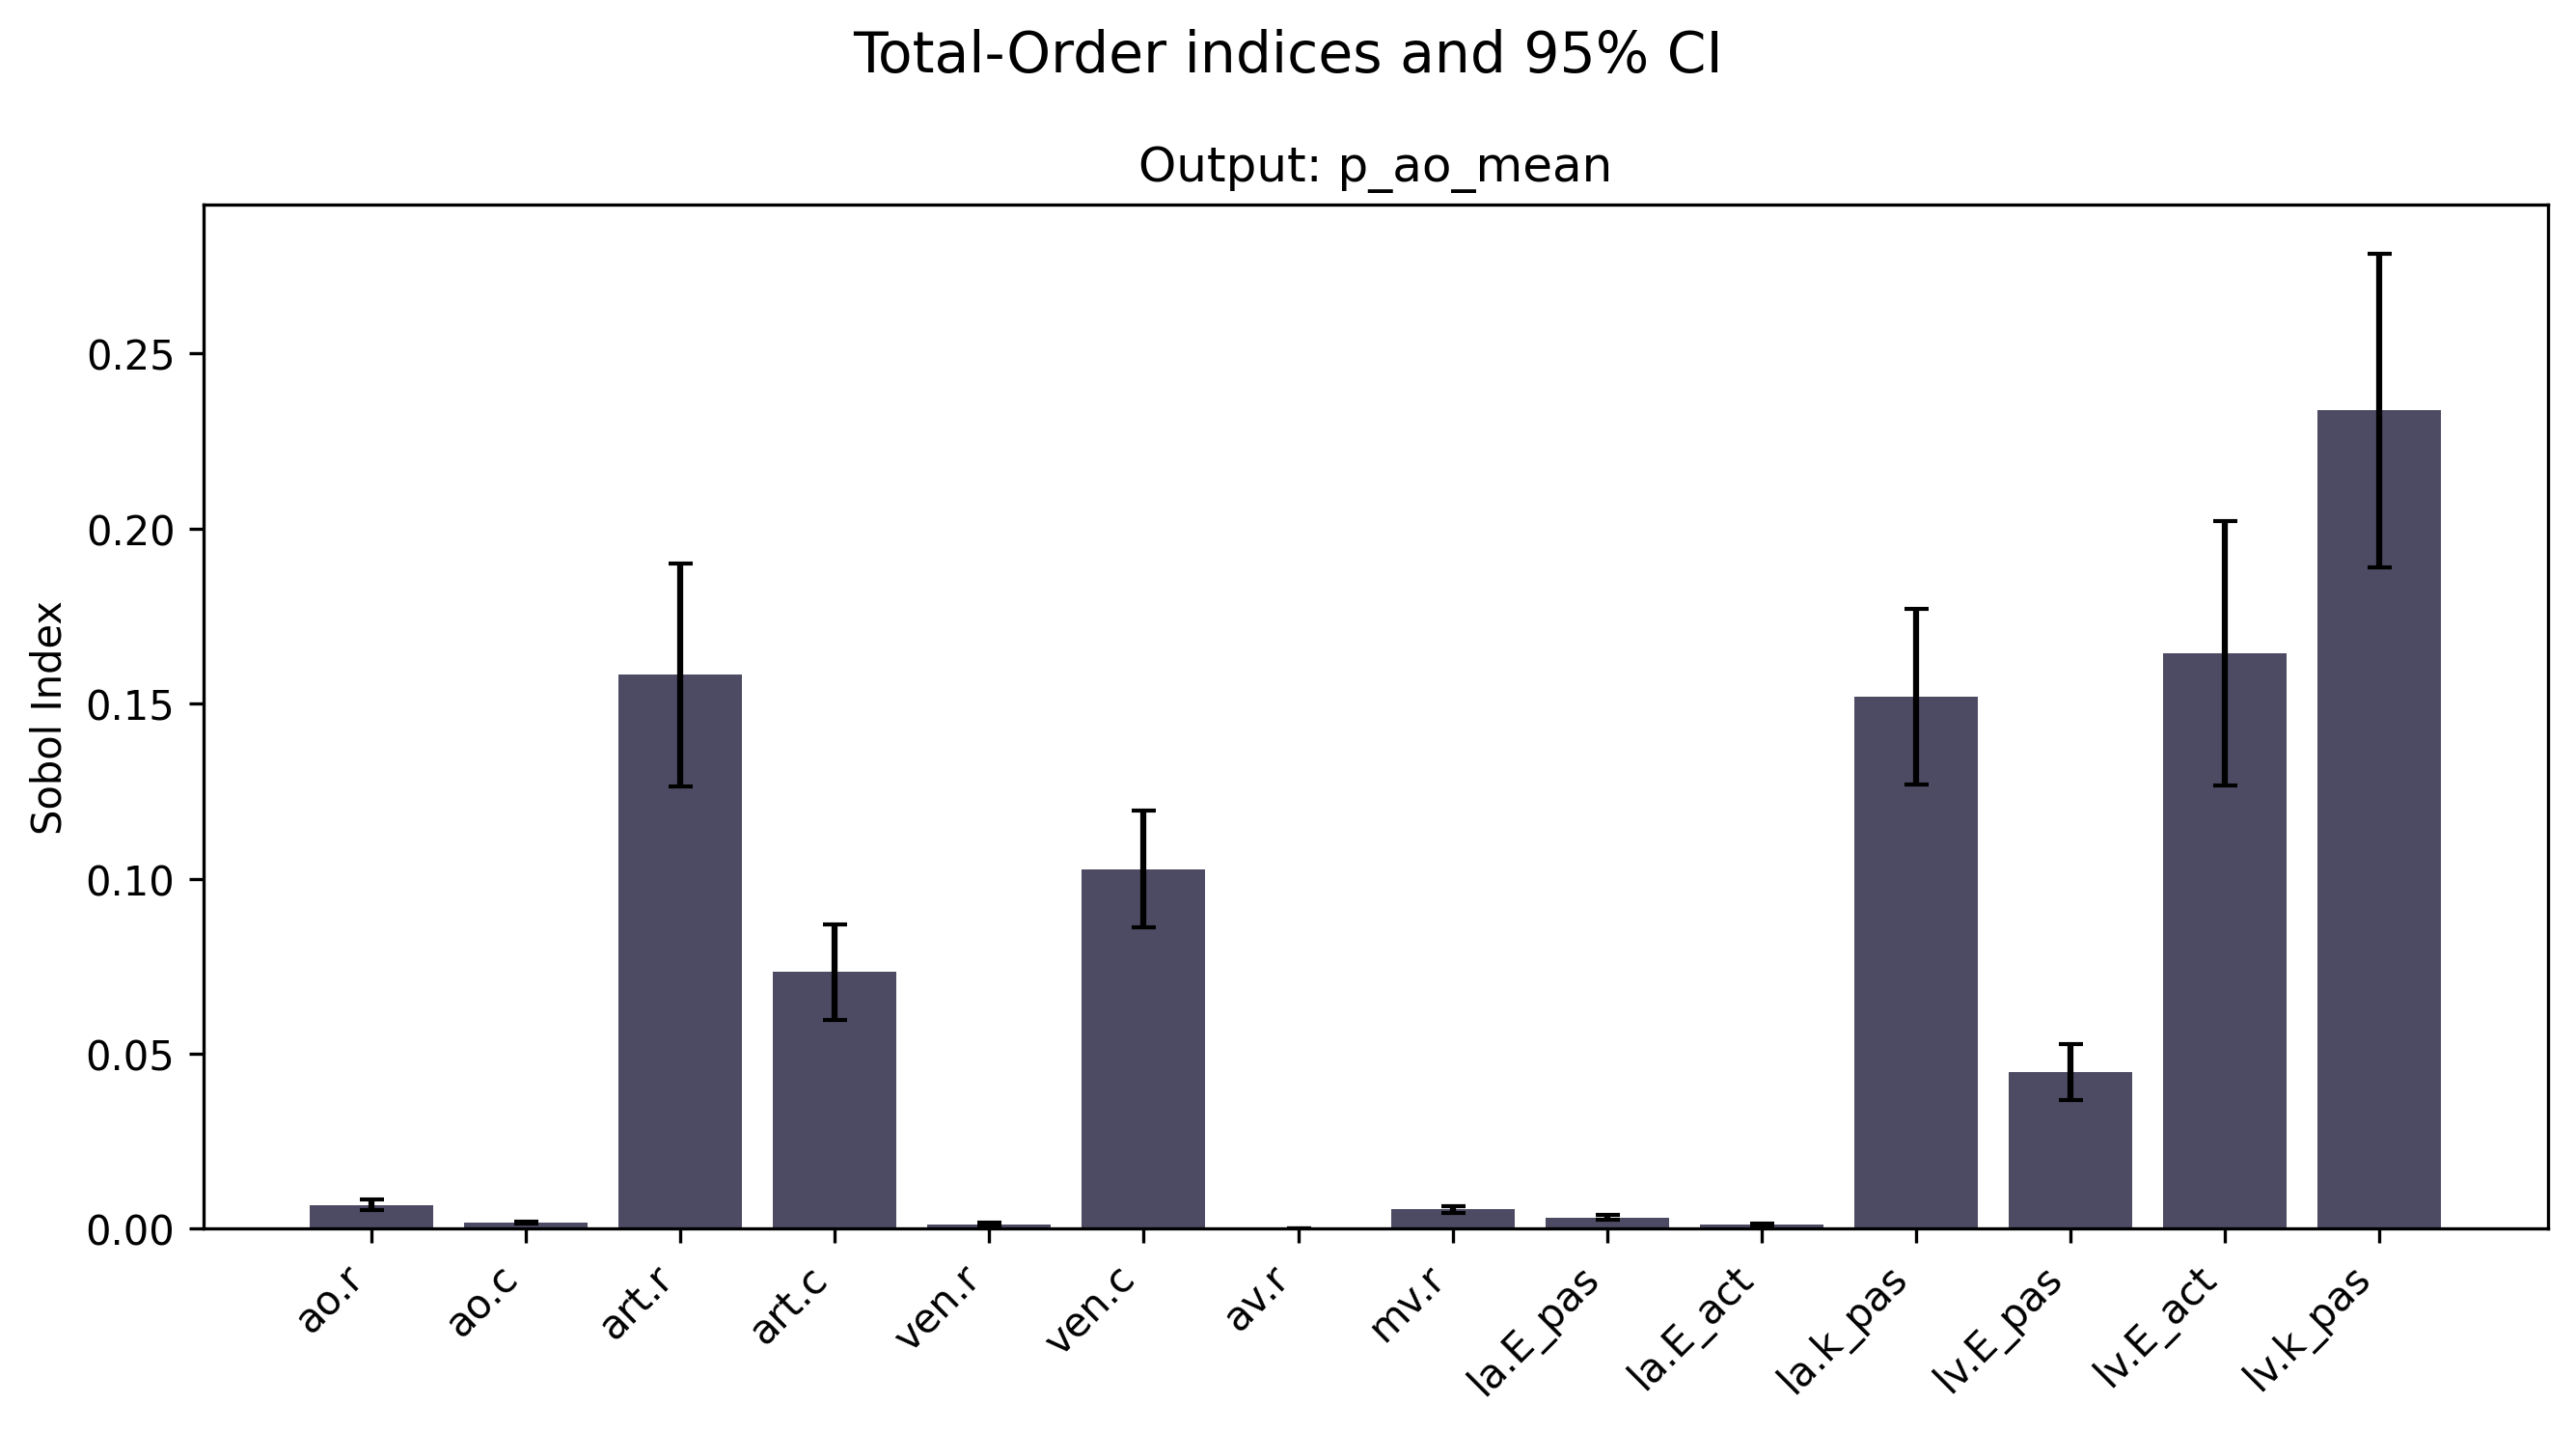 Total-Order indices and 95% CI
Output: p_ao_mean
Sobol Index
0.25
0.20
0.15
0.10
0.05
0.00
ao.r
ao.c
art.r
art.c
ven.r
ven.c
av.r
mv.r
la.E_pas
la.E_act
la.k_pas
lv.E_pas
lv.E_act
lv.k_pas